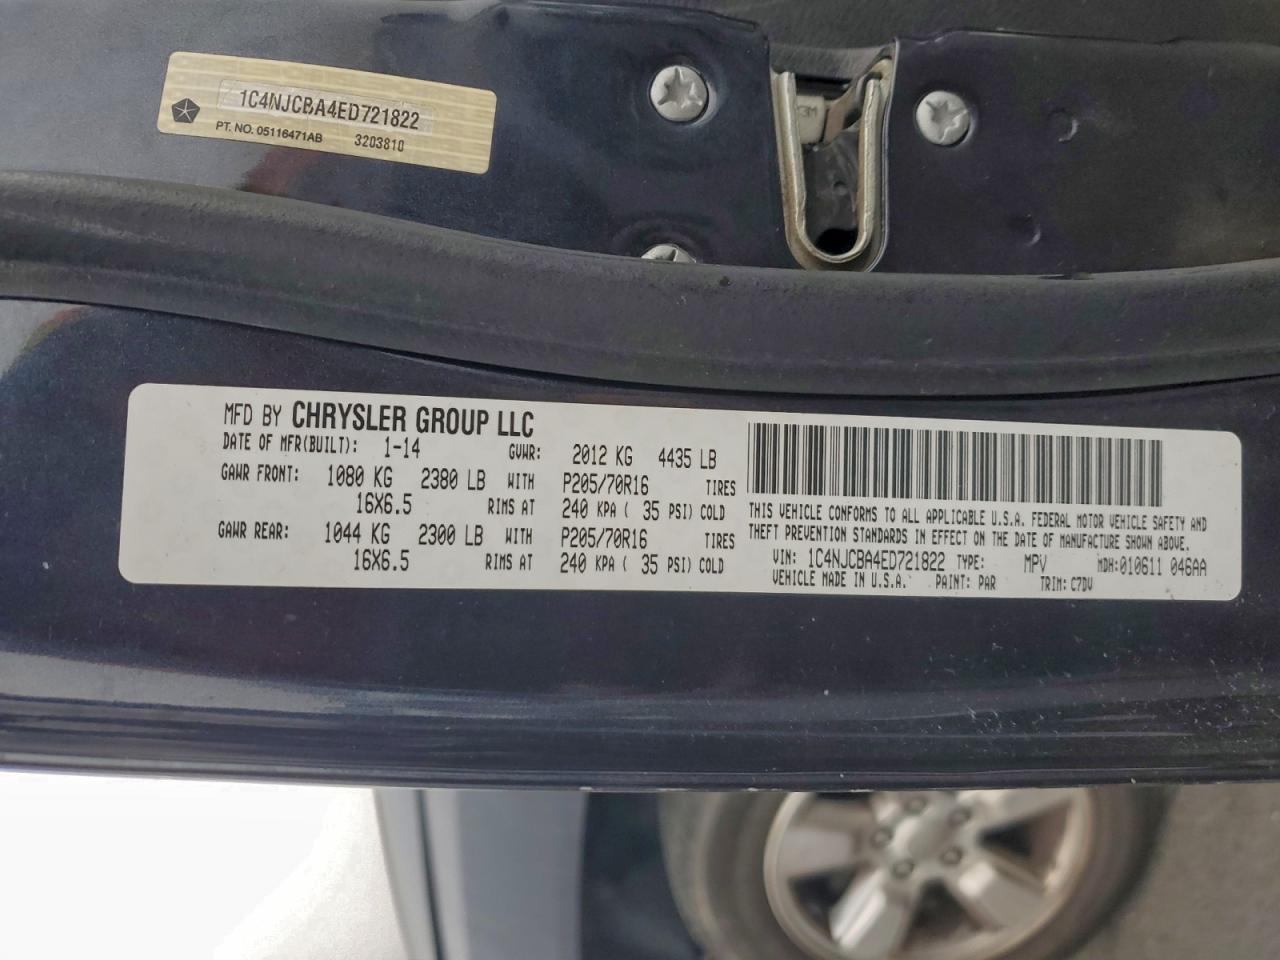 1C4NJCBA4ED721822
PT. NO. 05116471AB 3203810
3M
MFD BY CHRYSLER GROUP LLC
DATE OF MFR(BUILT): 1-14 GVWR: 2012 KG 4435 LB
GAWR FRONT: 1080 KG 2380 LB WITH P205/70R16 TIRES
16X6.5 RIMS AT 240 KPA ( 35 PSI) COLD
GAWR REAR: 1044 KG 2300 LB WITH P205/70R16 TIRES
16X6.5 RIMS AT 240 KPA ( 35 PSI) COLD
THIS VEHICLE CONFORMS TO ALL APPLICABLE U.S.A. FEDERAL MOTOR VEHICLE SAFETY AND
THEFT PREVENTION STANDARDS IN EFFECT ON THE DATE OF MANUFACTURE SHOWN ABOVE.
VIN: 1C4NJCBA4ED721822 TYPE: MPV MDH:010611 046AA
VEHICLE MADE IN U.S.A. PAINT: PAR TRIM: C7DV